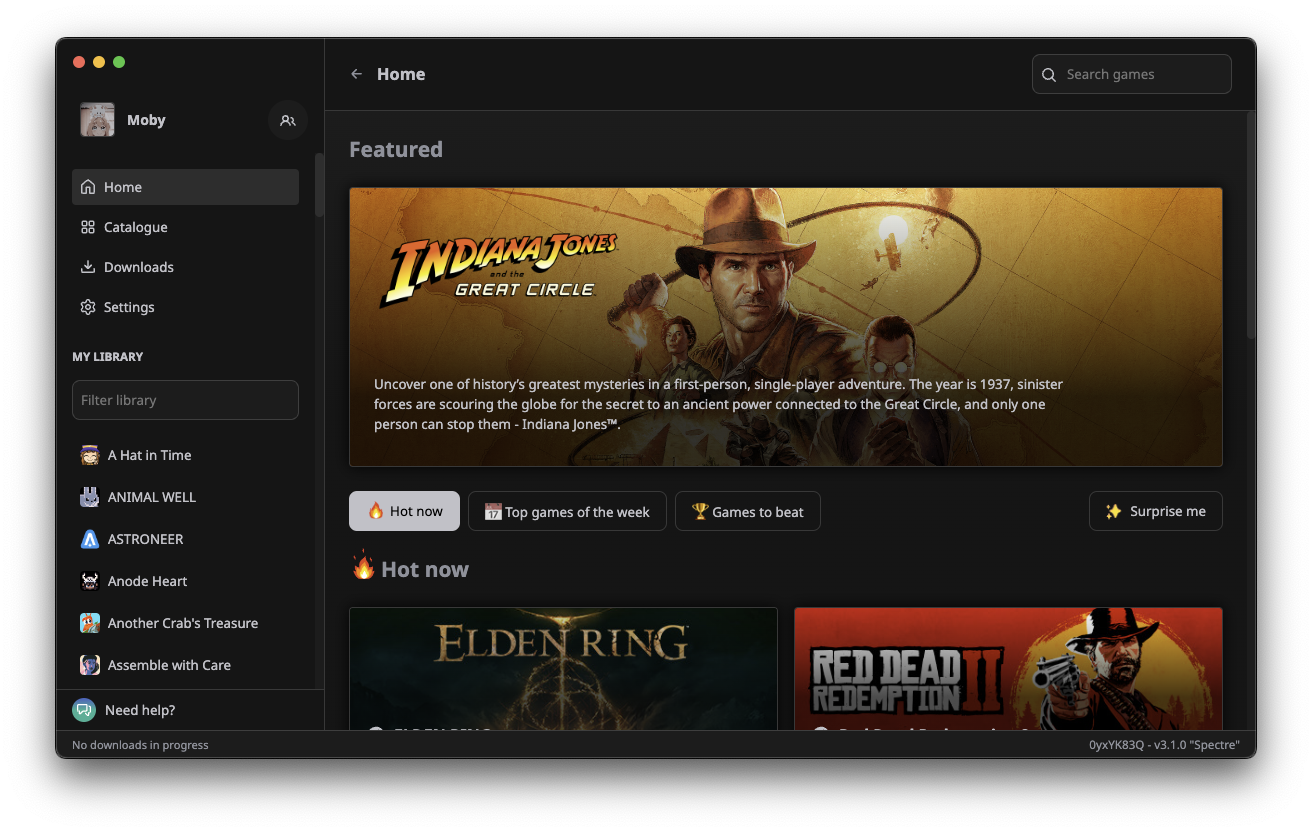 Moby
Home
Catalogue
Downloads
Settings
MY LIBRARY
Filter library
A Hat in Time
ANIMAL WELL
ASTRONEER
Anode Heart
Another Crab's Treasure
Assemble with Care
Need help?
No downloads in progress
Home
Search games
Featured
INDIANA JONES
and the
GREAT CIRCLE
Uncover one of history's greatest mysteries in a first-person, single-player adventure. The year is 1937, sinister
forces are scouring the globe for the secret to an ancient power connected to the Great Circle, and only one
person can stop them - Indiana Jones™.
Hot now
17
Top games of the week
Games to beat
Surprise me
Hot now
ELDEN RING
RED DEAD
REDEMPTION II
0yxYK83Q - v3.1.0 "Spectre"